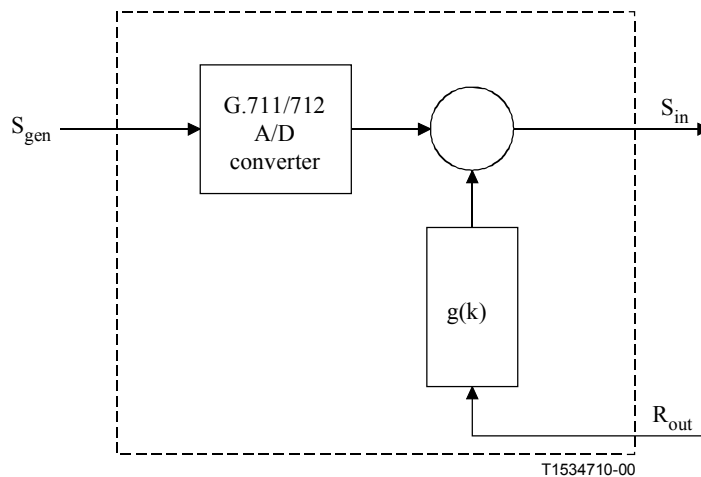 G.711/712
A/D
converter
S_gen
S_in
g(k)
R_out
T1534710-00